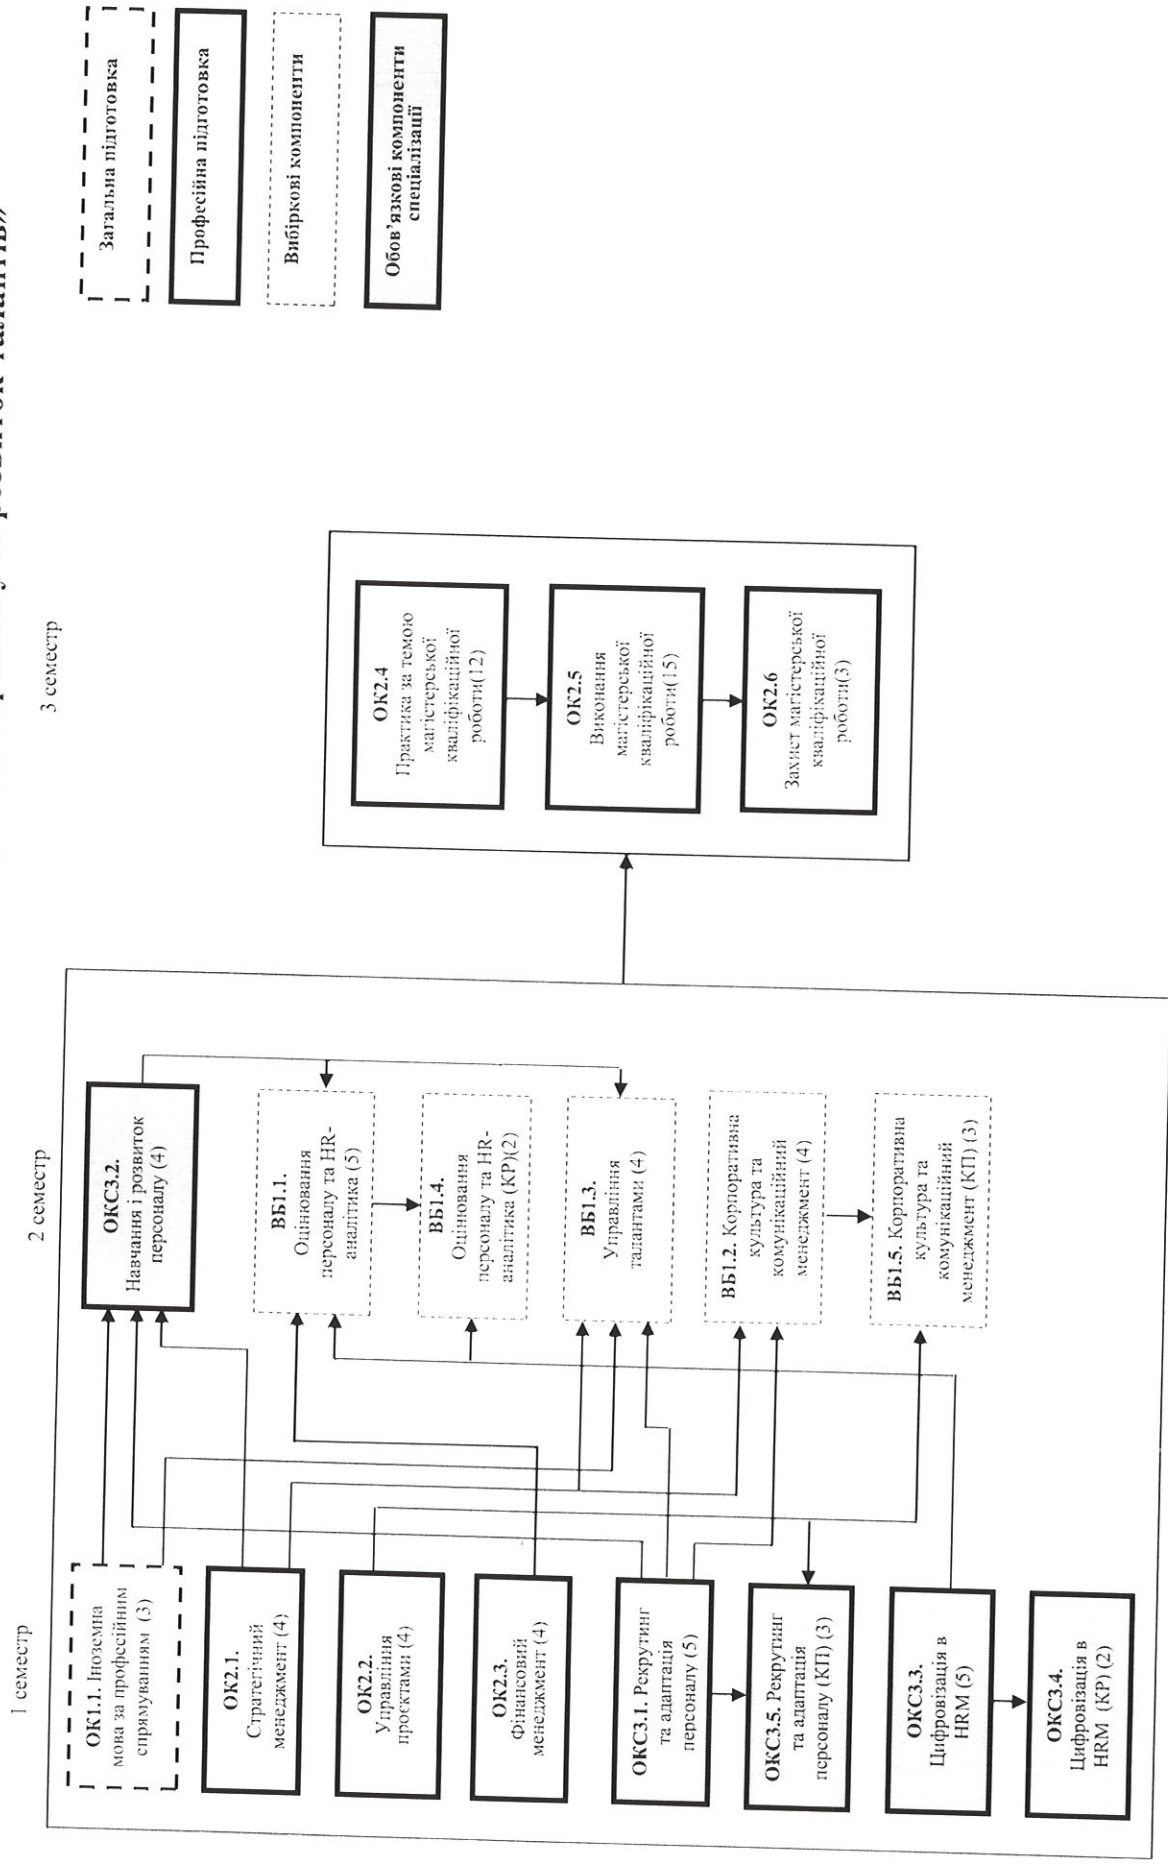 розвиток талантів»
1 семестр
2 семестр
3 семестр
ОК1.1. Іноземна
мова за професійним
спрямуванням (3)
ОК2.1.
Стратегічний
менеджмент (4)
ОК2.2.
Управління
проєктами (4)
ОК2.3.
Фінансовий
менеджмент (4)
ОКС3.1. Рекрутинг
та адаптація
персоналу (5)
ОКС3.5. Рекрутинг
та адаптація
персоналу (КП) (3)
ОКС3.3.
Цифровізація в
HRM (5)
ОКС3.4.
Цифровізація в
HRM (КР) (2)
ОКС3.2.
Навчання і розвиток
персоналу (4)
ВБ1.1.
Оцінювання
персоналу та HR-
аналітика (5)
ВБ1.4.
Оцінювання
персоналу та HR-
аналітика (КР)(2)
ВБ1.3.
Управління
талантами (4)
ВБ1.2. Корпоративна
культура та
комунікаційний
менеджмент (4)
ВБ1.5. Корпоративна
культура та
комунікаційний
менеджмент (КП) (3)
ОК2.4
Практика за темою
магістерської
кваліфікаційної
роботи(12)
ОК2.5
Виконання
магістерської
кваліфікаційної
роботи(15)
ОК2.6
Захист магістерської
кваліфікаційної
роботи(3)
Загальна підготовка
Професійна підготовка
Вибіркові компоненти
Обов’язкові компоненти
спеціалізації